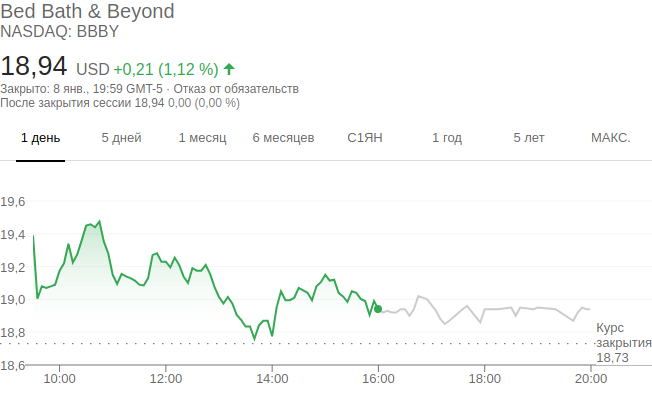 Bed Bath & Beyond
NASDAQ: BBBY
18,94 USD +0,21 (1,12 %)
Закрыто: 8 янв., 19:59 GMT-5 · Отказ от обязательств
После закрытия сессии 18,94 0,00 (0,00 %)
1 день 5 дней 1 месяц 6 месяцев С1ЯН 1 год 5 лет МАКС.
19,6
19,4
19,2
19,0
18,8
18,6
Курс
закрытия
18,73
10:00 12:00 14:00 16:00 18:00 20:00